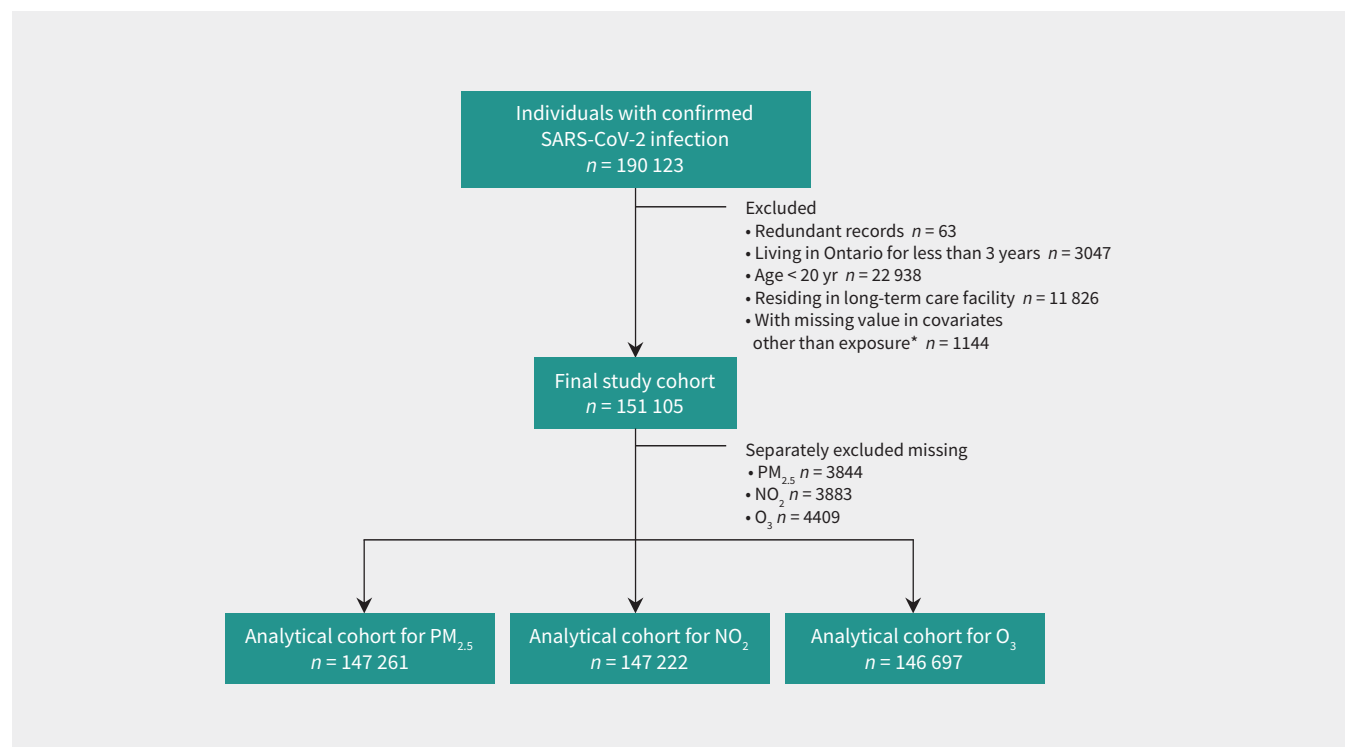 Individuals with confirmed
SARS-CoV-2 infection
n = 190 123
Excluded
• Redundant records n = 63
• Living in Ontario for less than 3 years n = 3047
• Age < 20 yr n = 22 938
• Residing in long-term care facility n = 11 826
• With missing value in covariates
other than exposure* n = 1144
Final study cohort
n = 151 105
Separately excluded missing
• PM2.5 n = 3844
• NO2 n = 3883
• O3 n = 4409
Analytical cohort for PM2.5
n = 147 261
Analytical cohort for NO2
n = 147 222
Analytical cohort for O3
n = 146 697